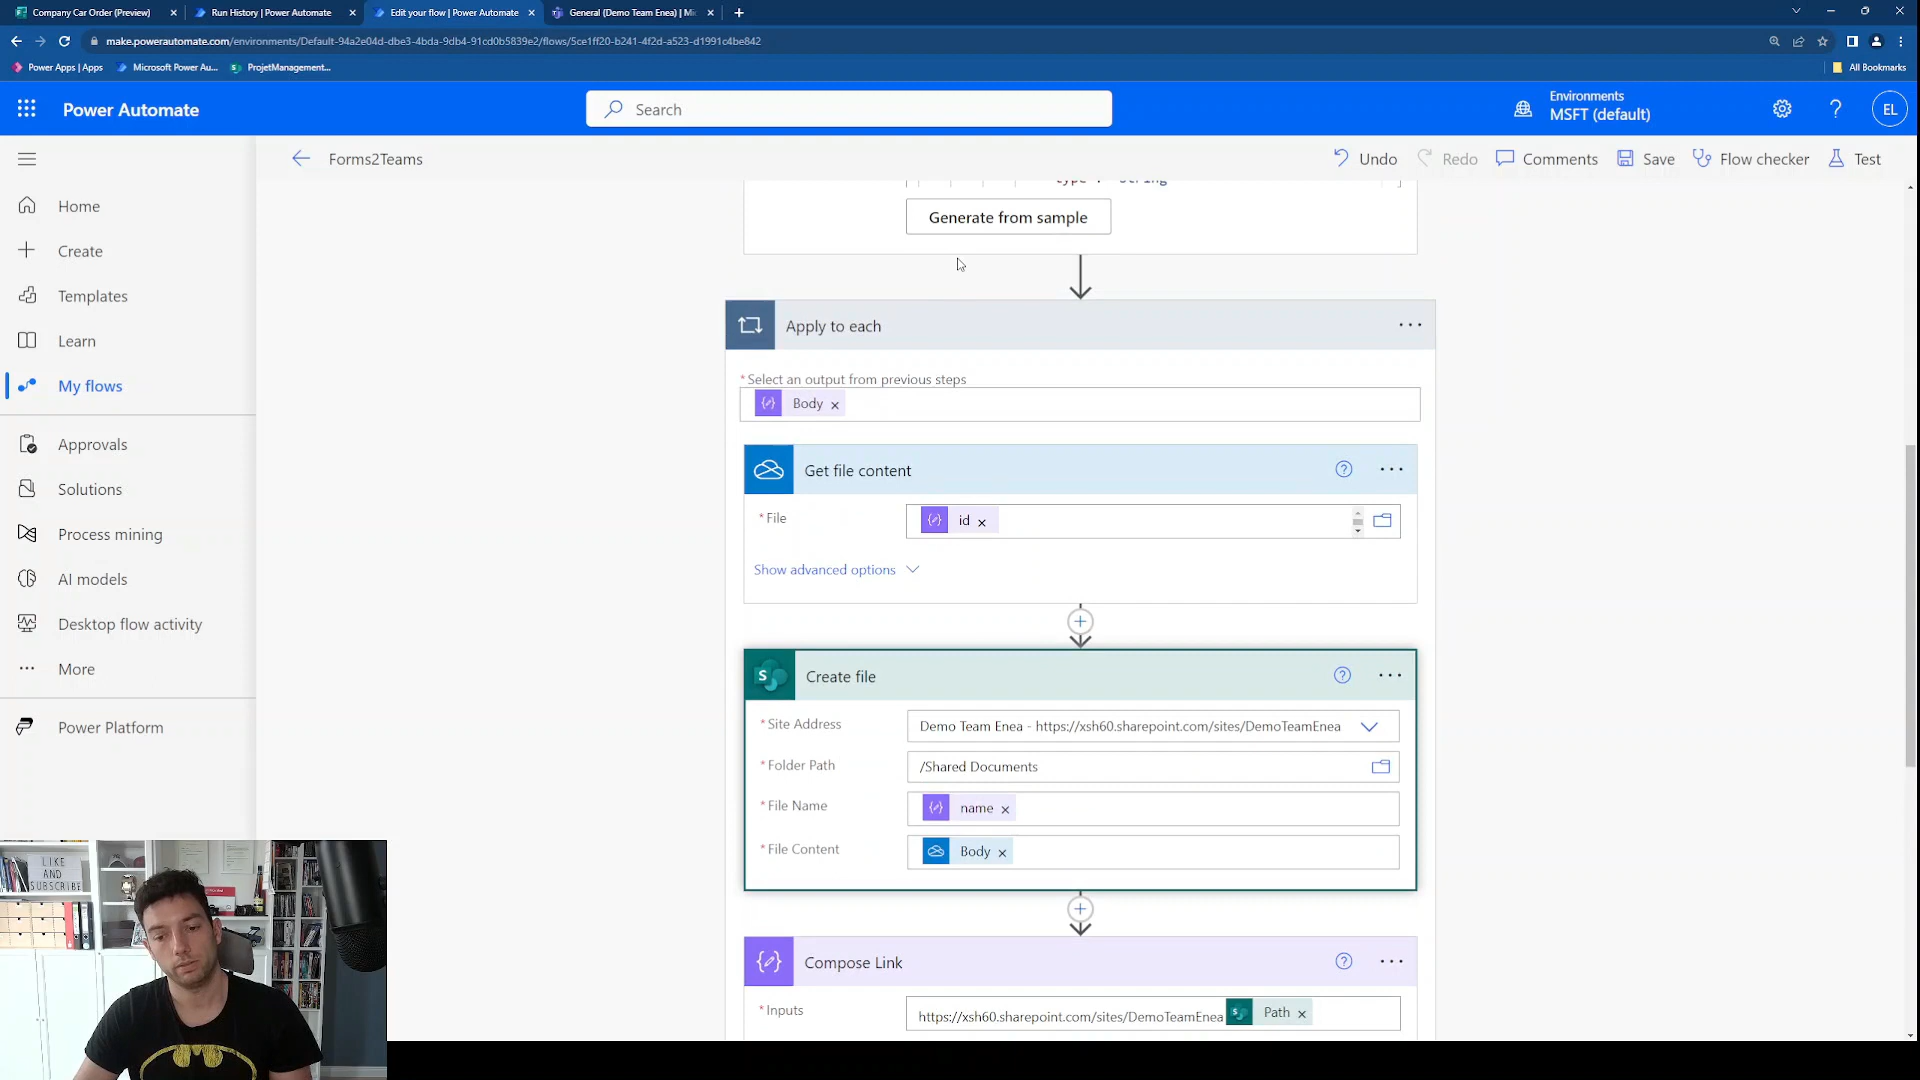 Company Car Order (Preview)
Run History | Power Automate
Edit your flow | Power Automate
General (Demo Team Enea) | Mi
make.powerautomate.com/environments/Default-94a2e04d-dbe3-4bda-9db4-91cd0b5839e2/flows/5ce1ff20-b241-4f2d-a523-d1991c4be842
Power Apps | Apps
Microsoft Power Au...
ProjetManagement...
All Bookmarks
Power Automate
Search
Environments
MSFT (default)
EL
Forms2Teams
Undo
Redo
Comments
Save
Flow checker
Test
Home
Create
Templates
Learn
My flows
Approvals
Solutions
Process mining
AI models
Desktop flow activity
More
Power Platform
Generate from sample
Apply to each
*Select an output from previous steps
Body
Get file content
*File
id
Show advanced options
Create file
*Site Address
Demo Team Enea - https://xsh60.sharepoint.com/sites/DemoTeamEnea
*Folder Path
/Shared Documents
*File Name
name
*File Content
Body
Compose Link
*Inputs
https://xsh60.sharepoint.com/sites/DemoTeamEnea
Path
LIKE
AND
SUBSCRIBE